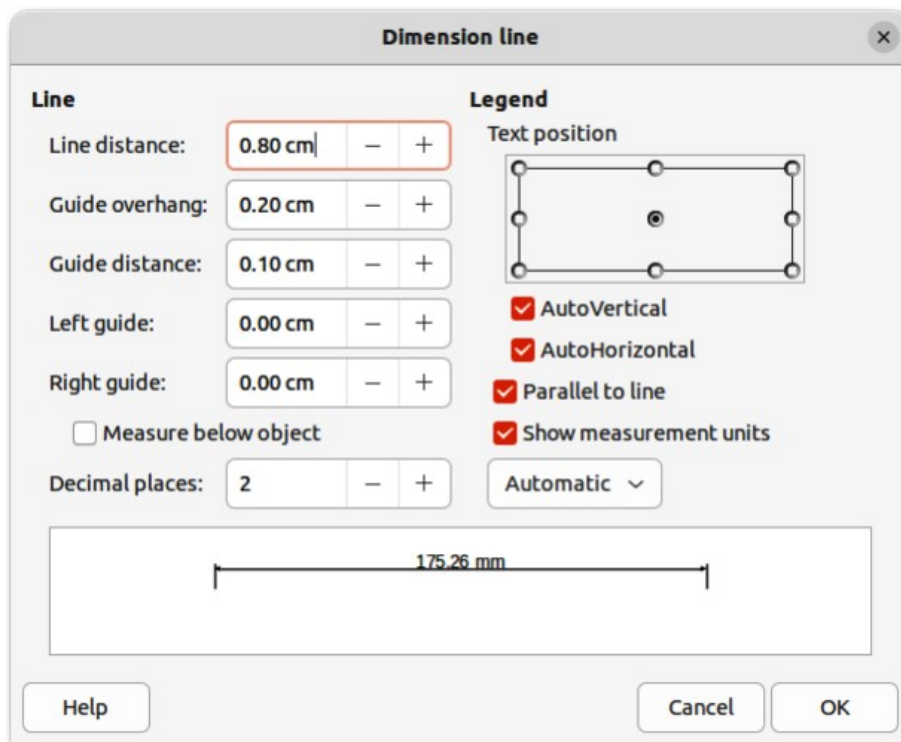 Dimension line
Line
Line distance: 0.80 cm
Guide overhang: 0.20 cm
Guide distance: 0.10 cm
Left guide: 0.00 cm
Right guide: 0.00 cm
Measure below object
Decimal places: 2
Legend
Text position
AutoVertical
AutoHorizontal
Parallel to line
Show measurement units
Automatic
175.26 mm
Help
Cancel
OK